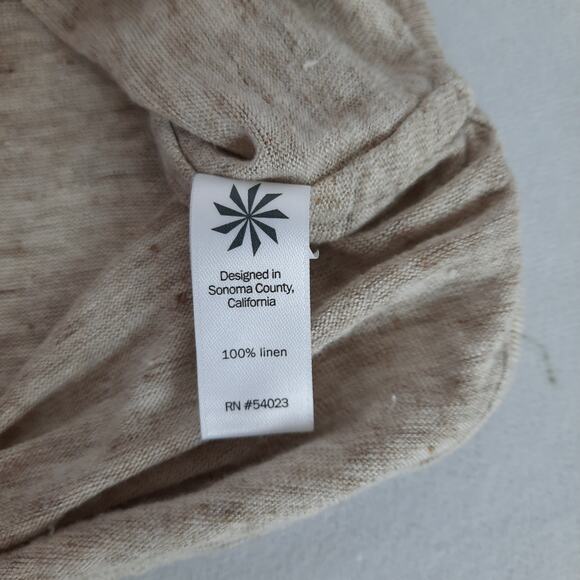 Designed in
Sonoma County,
California
100% linen
RN #54023